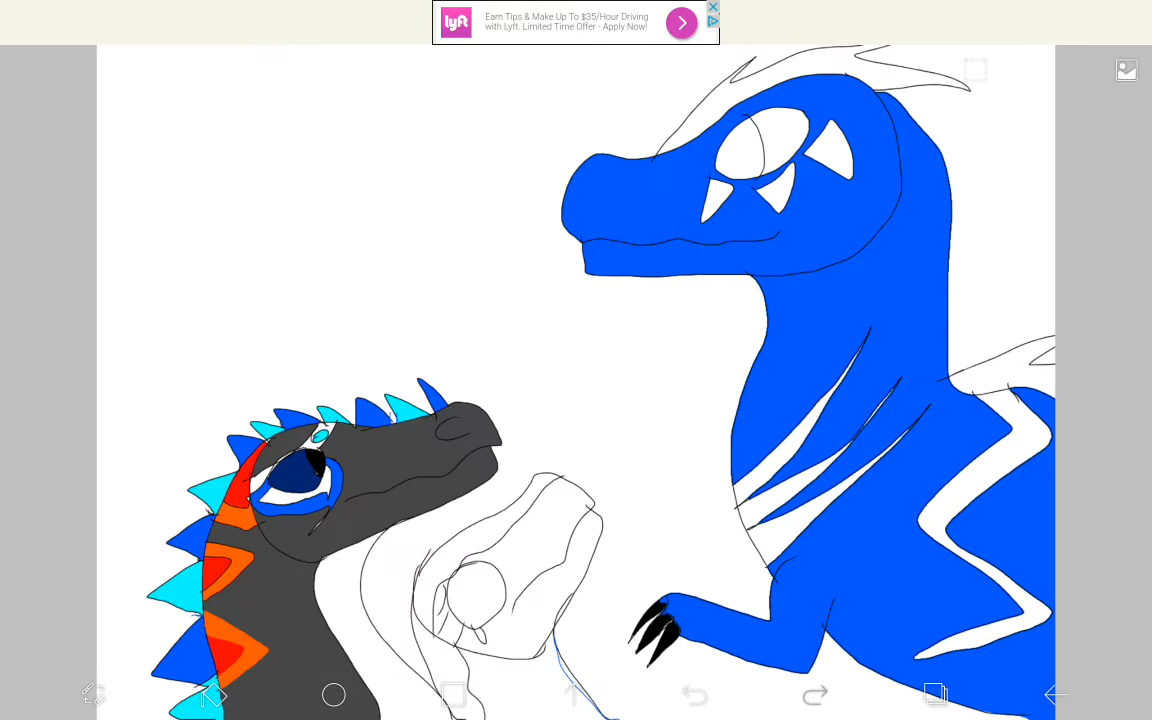 lyft
Earn Tips & Make Up To $35/Hour Driving
with Lyft. Limited Time Offer - Apply Now!